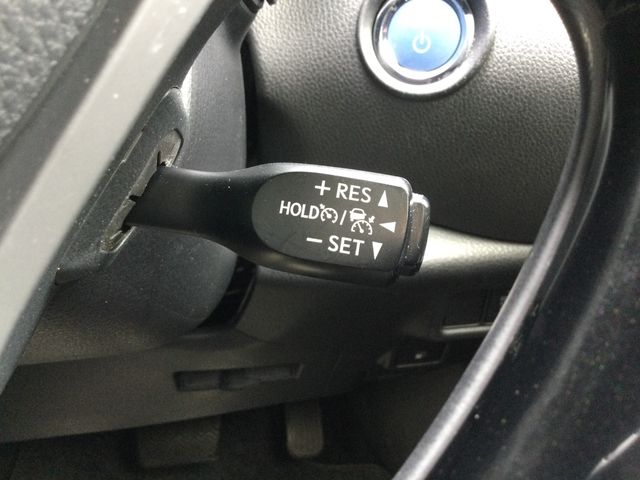 + RES
HOLD /
− SET